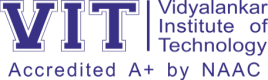 VIT
Vidyalankar
Institute of
Technology
Accredited A+ by NAAC